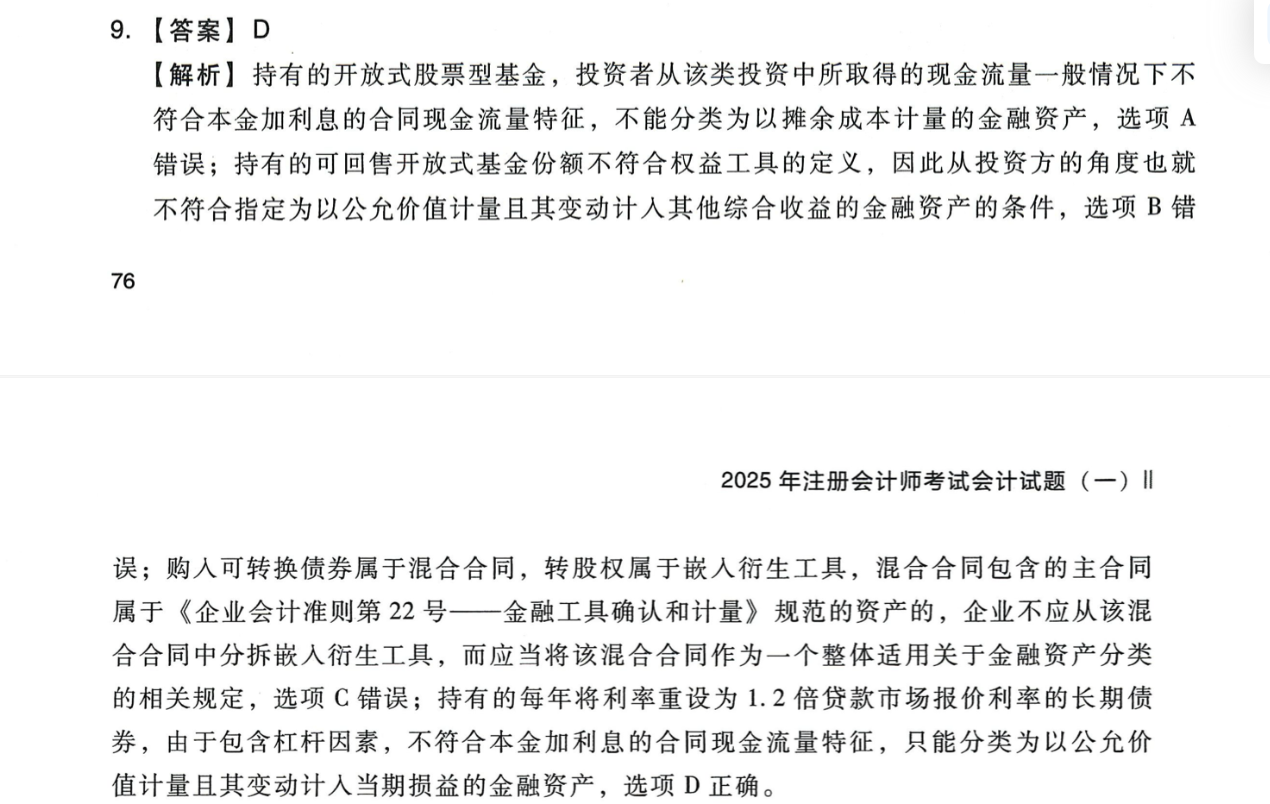 9. 【答案】D
【解析】持有的开放式股票型基金，投资者从该类投资中所取得的现金流量一般情况下不
符合本金加利息的合同现金流量特征，不能分类为以摊余成本计量的金融资产，选项 A
错误；持有的可回售开放式基金份额不符合权益工具的定义，因此从投资方的角度也就
不符合指定为以公允价值计量且其变动计入其他综合收益的金融资产的条件，选项 B 错
76
2025 年注册会计师考试会计试题（一）||
误；购入可转换债券属于混合合同，转股权属于嵌入衍生工具，混合合同包含的主合同
属于《企业会计准则第 22 号——金融工具确认和计量》规范的资产的，企业不应从该混
合合同中分拆嵌入衍生工具，而应当将该混合合同作为一个整体适用关于金融资产分类
的相关规定，选项 C 错误；持有的每年将利率重设为 1.2 倍贷款市场报价利率的长期债
券，由于包含杠杆因素，不符合本金加利息的合同现金流量特征，只能分类为以公允价
值计量且其变动计入当期损益的金融资产，选项 D 正确。